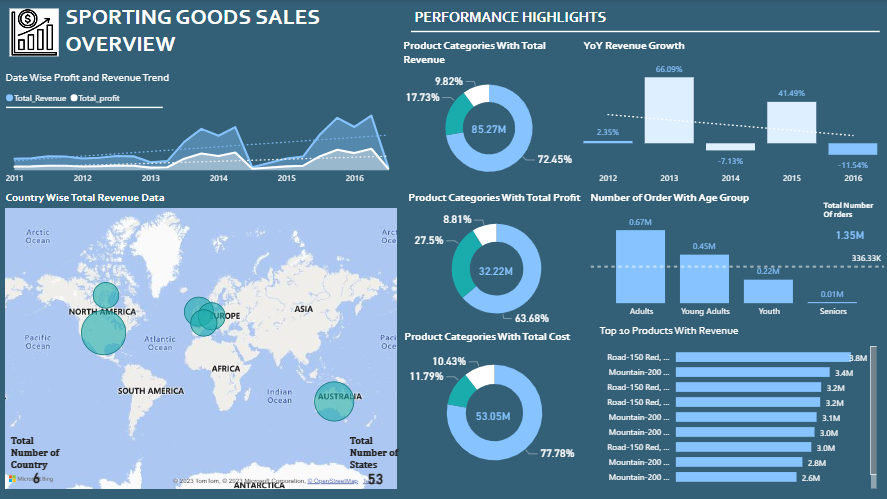 SPORTING GOODS SALES
OVERVIEW
Date Wise Profit and Revenue Trend
Total_Revenue Total_profit
2011 2012 2013 2014 2015 2016
Country Wise Total Revenue Data
Arctic
Ocean
Arc
Oce
NORTH AMERICA
EUROPE
ASIA
Pacific
Ocean
Atlantic
Ocean
AFRICA
SOUTH AMERICA
Indian
Ocean
AUSTRALIA
ANTARCTICA
Total
Number of
Country
6
Total
Number of
States
53
Microsoft Bing
© 2023 TomTom, © 2023 Microsoft Corporation, © OpenStreetMap
PERFORMANCE HIGHLIGHTS
Product Categories With Total
Revenue
9.82%
17.73%
85.27M
72.45%
Product Categories With Total Profit
8.81%
27.5%
32.22M
63.68%
Product Categories With Total Cost
10.43%
11.79%
53.05M
77.78%
YoY Revenue Growth
2.35%
66.09%
-7.13%
41.49%
-11.54%
2012 2013 2014 2015 2016
Number of Order With Age Group
Total Number
Of rders
1.35M
336.33K
0.67M
0.45M
0.22M
0.01M
Adults Young Adults Youth Seniors
Top 10 Products With Revenue
Road-150 Red, ... 3.8M
Mountain-200 ... 3.4M
Road-150 Red, ... 3.2M
Road-150 Red, ... 3.2M
Mountain-200 ... 3.1M
Mountain-200 ... 3.0M
Road-150 Red, ... 3.0M
Mountain-200 ... 2.8M
Mountain-200 ... 2.6M